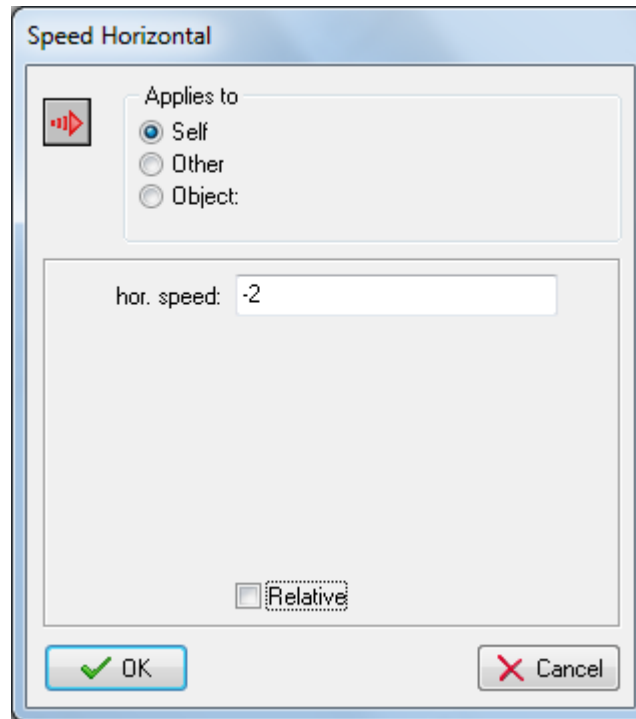 Speed Horizontal
Applies to
Self
Other
Object:
hor. speed: -2
Relative
OK
Cancel